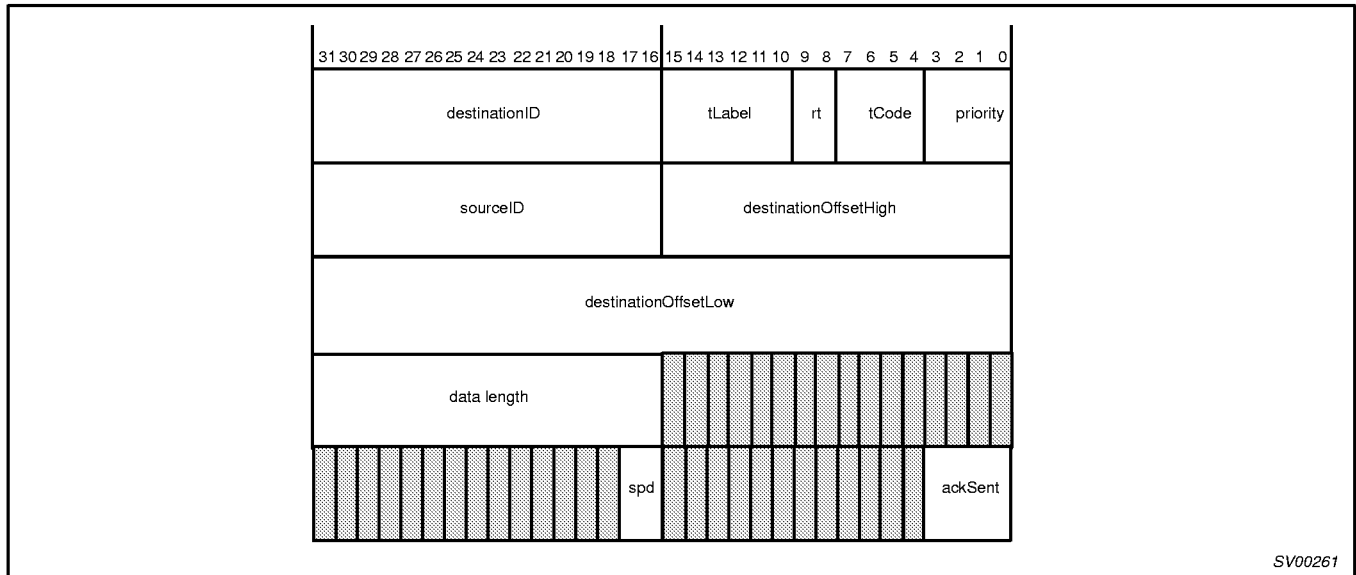 31 30 29 28 27 26 25 24 23 22 21 20 19 18 17 16 15 14 13 12 11 10 9 8 7 6 5 4 3 2 1 0
destinationID tLabel rt tCode priority
sourceID destinationOffsetHigh
destinationOffsetLow
data length
spd ackSent
SV00261